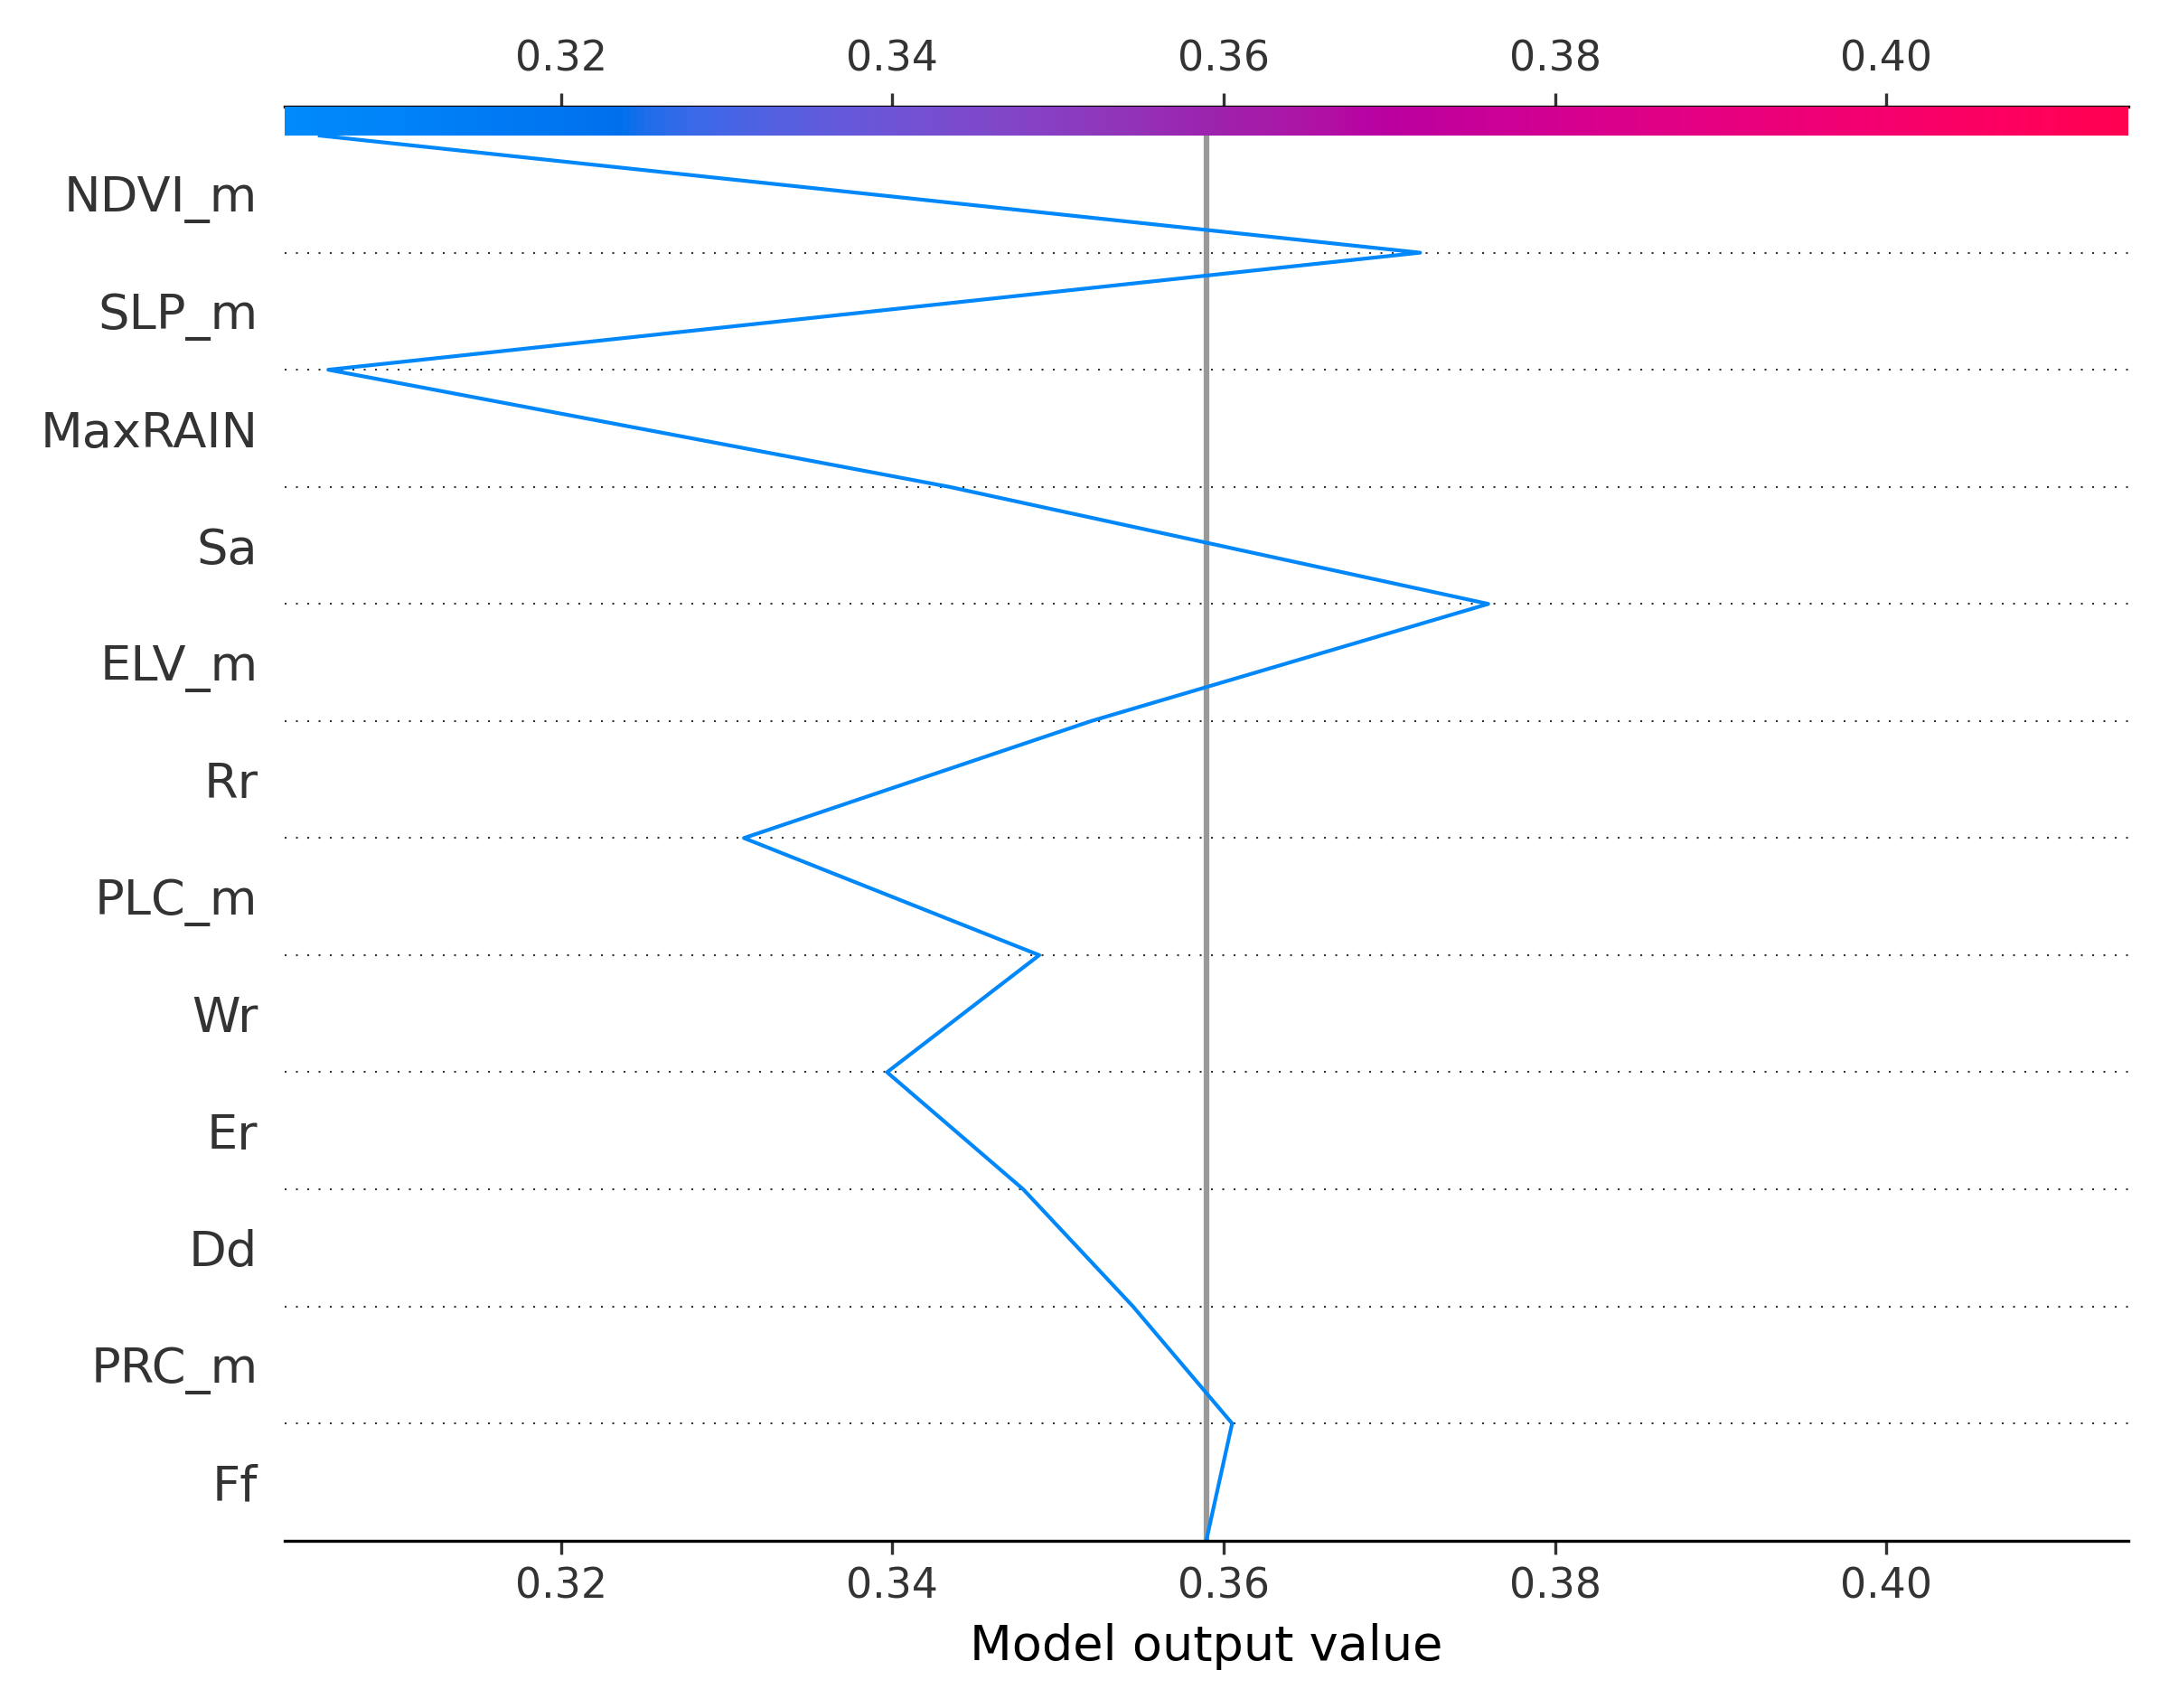 0.32 0.34 0.36 0.38 0.40
NDVI_m
SLP_m
MaxRAIN
Sa
ELV_m
Rr
PLC_m
Wr
Er
Dd
PRC_m
Ff
0.32 0.34 0.36 0.38 0.40
Model output value